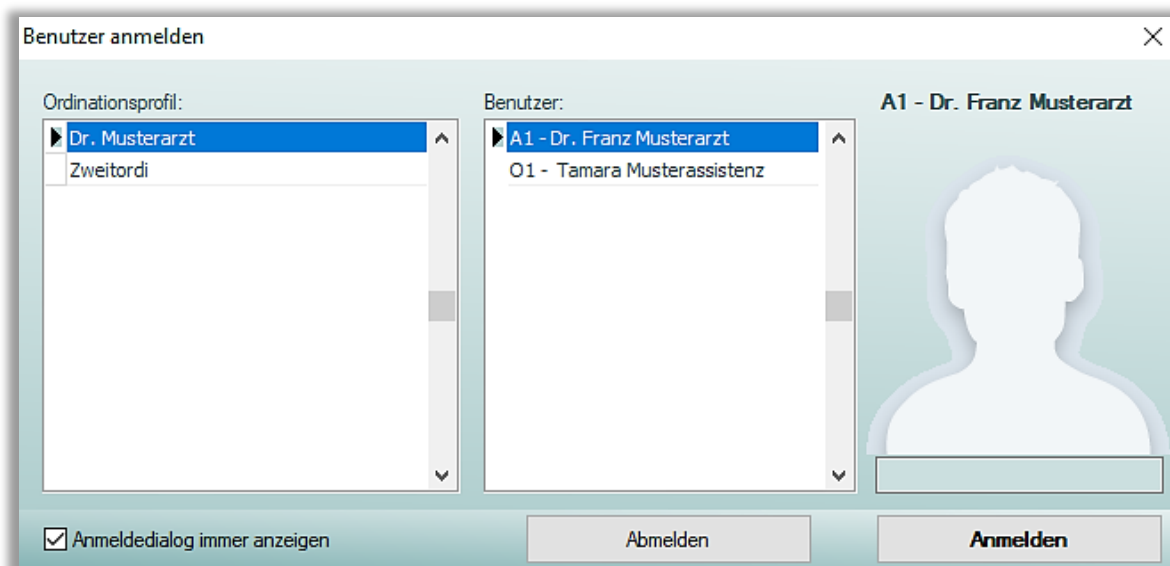 Benutzer anmelden
Ordinationsprofil:
Dr. Musterarzt
Zweitordi
Benutzer:
A1 - Dr. Franz Musterarzt
O1 - Tamara Musterassistenz
A1 - Dr. Franz Musterarzt
Anmeldedialog immer anzeigen
Abmelden
Anmelden